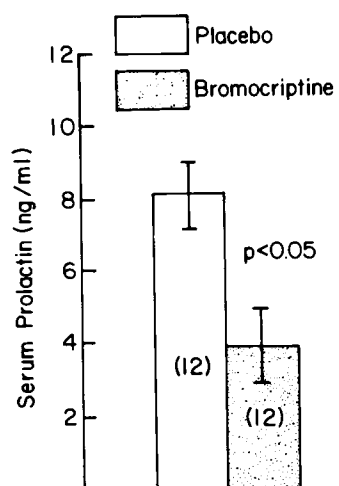 Placebo
Bromocriptine
Serum Prolactin (ng/ml)
12
10
8
6
4
2
p<0.05
(12)
(12)